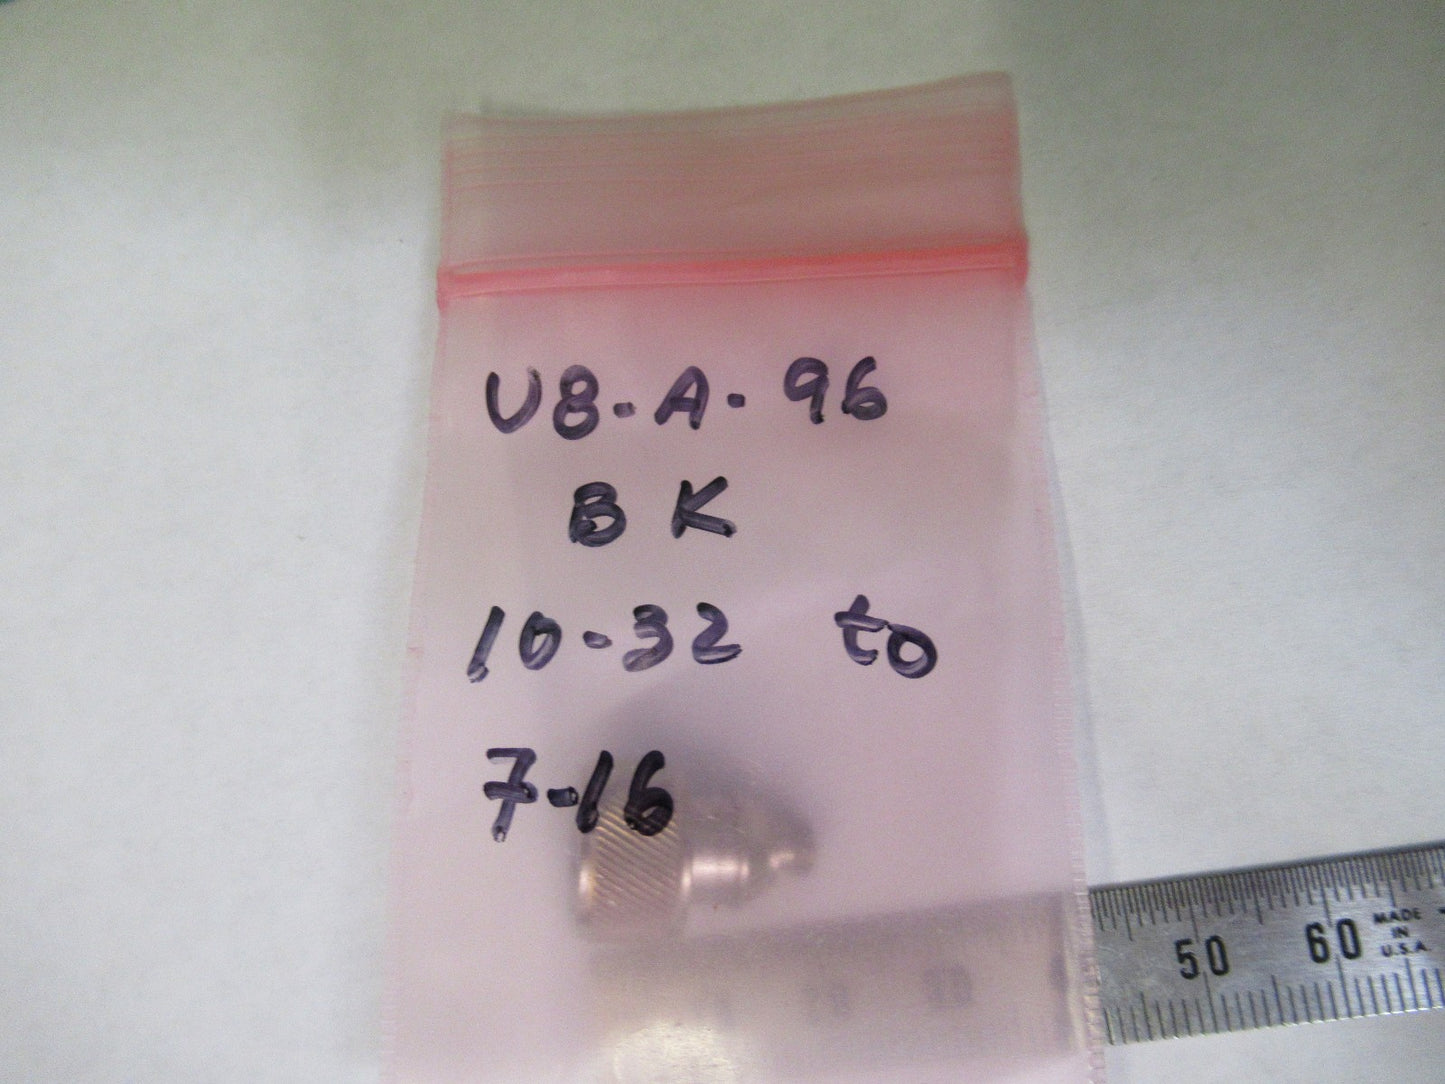 U8-A-96
BK
10-32 to
7-16
50 60 MADE
IN
U.S.A.